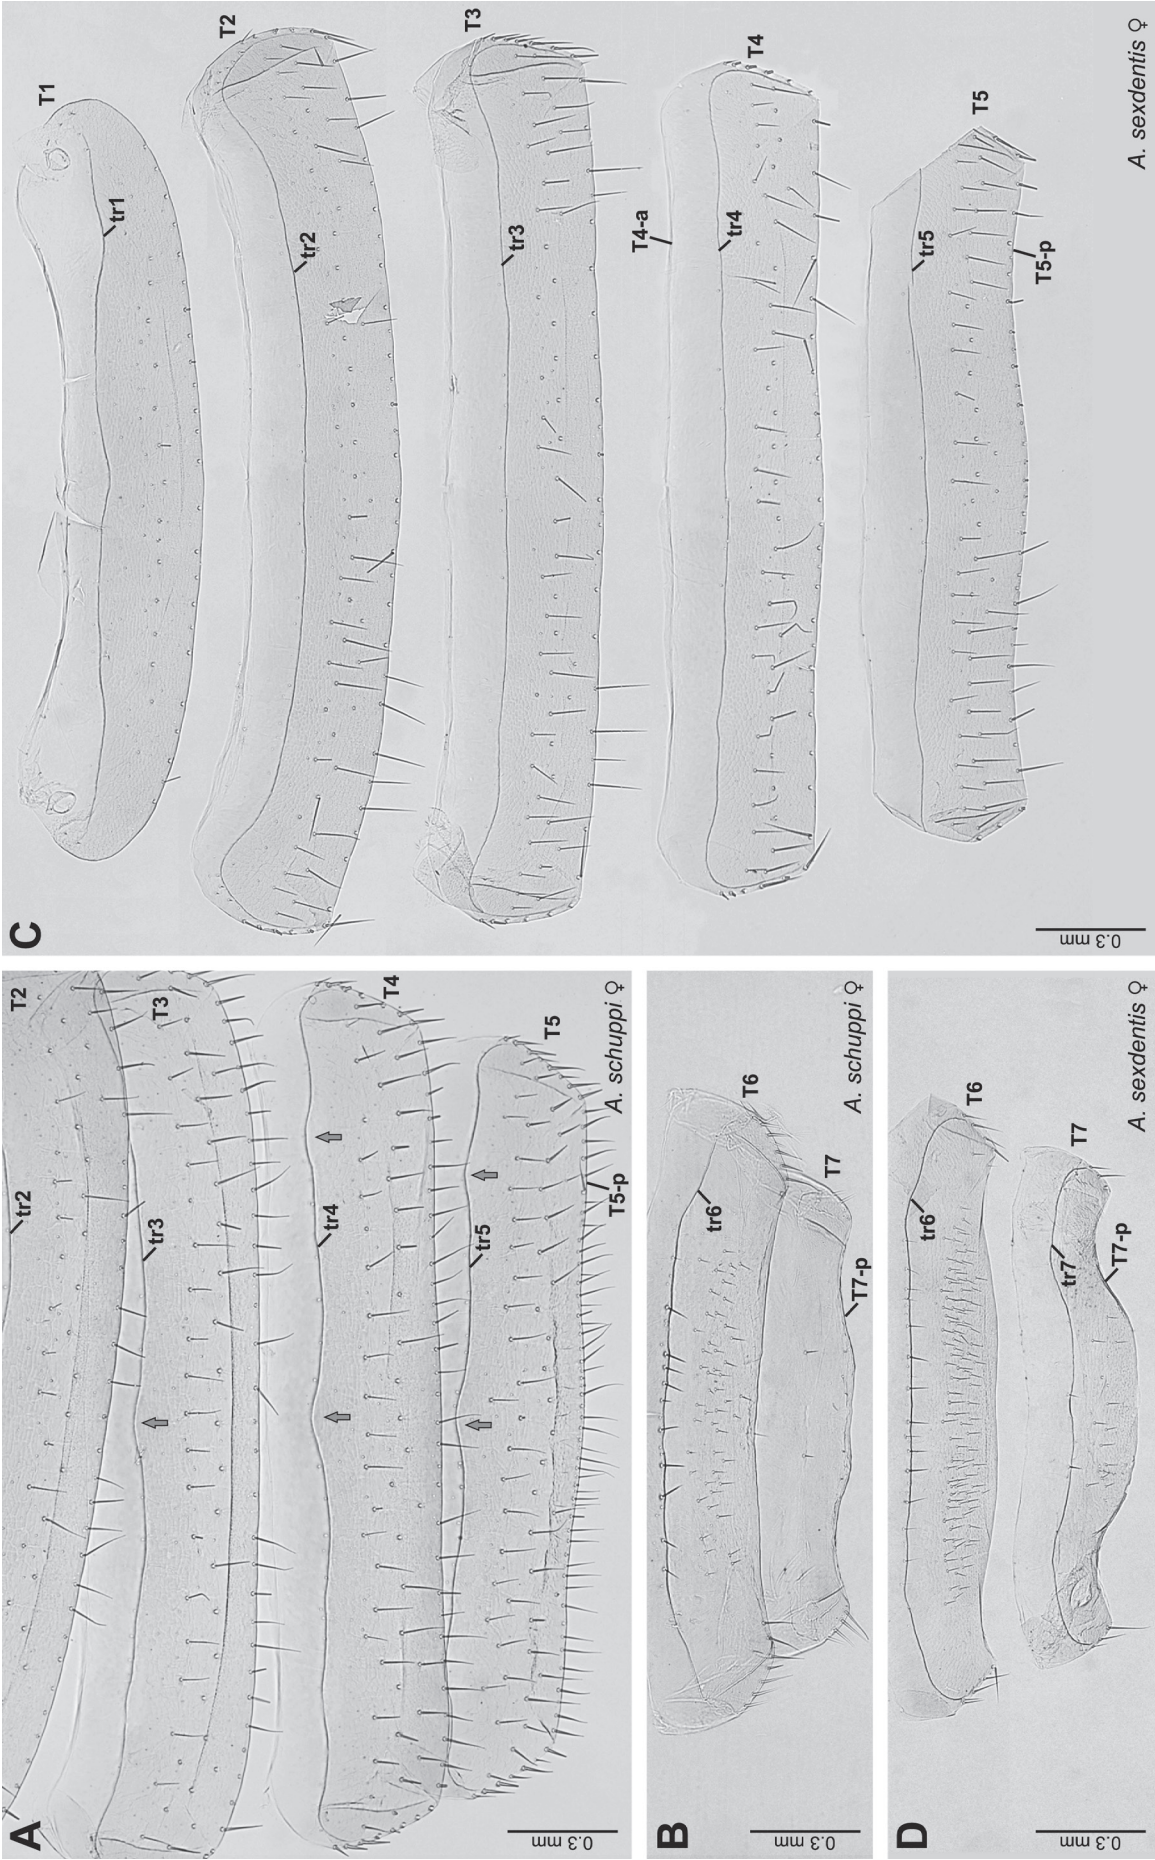 A
T2
tr2
T3
tr3
T4
tr4
T5
tr5
T5-p
0.3 mm
A. schuppi ♀
B
T6
tr6
T7
T7-p
0.3 mm
A. schuppi ♀
C
T1
tr1
T2
tr2
T3
tr3
T4
T4-a
tr4
T5
tr5
T5-p
0.3 mm
A. sexdentis ♀
D
T6
tr6
T7
tr7
T7-p
0.3 mm
A. sexdentis ♀